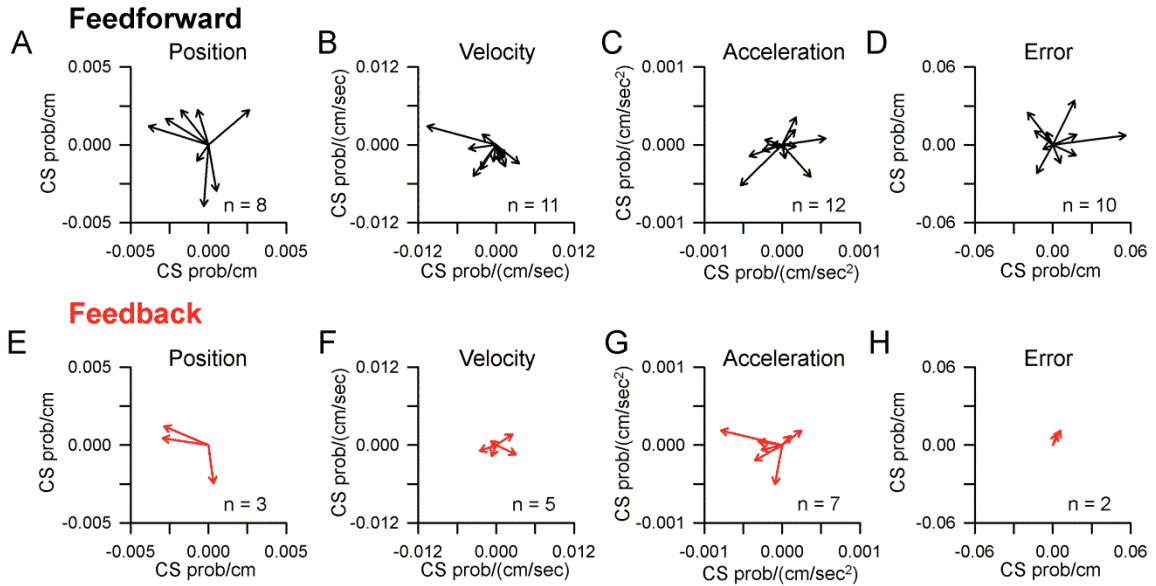 Feedforward
A
Position
CS prob/cm
0.005
0.000
-0.005
-0.005 0.000 0.005
CS prob/cm
n = 8
B
Velocity
CS prob/(cm/sec)
0.012
0.000
-0.012
-0.012 0.000 0.012
CS prob/(cm/sec)
n = 11
C
Acceleration
CS prob/(cm/sec²)
0.001
0.000
-0.001
-0.001 0.000 0.001
CS prob/(cm/sec²)
n = 12
D
Error
CS prob/cm
0.06
0.00
-0.06
-0.06 0.00 0.06
CS prob/cm
n = 10
Feedback
E
Position
CS prob/cm
0.005
0.000
-0.005
-0.005 0.000 0.005
CS prob/cm
n = 3
F
Velocity
CS prob/(cm/sec)
0.012
0.000
-0.012
-0.012 0.000 0.012
CS prob/(cm/sec)
n = 5
G
Acceleration
CS prob/(cm/sec²)
0.001
0.000
-0.001
-0.001 0.000 0.001
CS prob/(cm/sec²)
n = 7
H
Error
CS prob/cm
0.06
0.00
-0.06
-0.06 0.00 0.06
CS prob/cm
n = 2